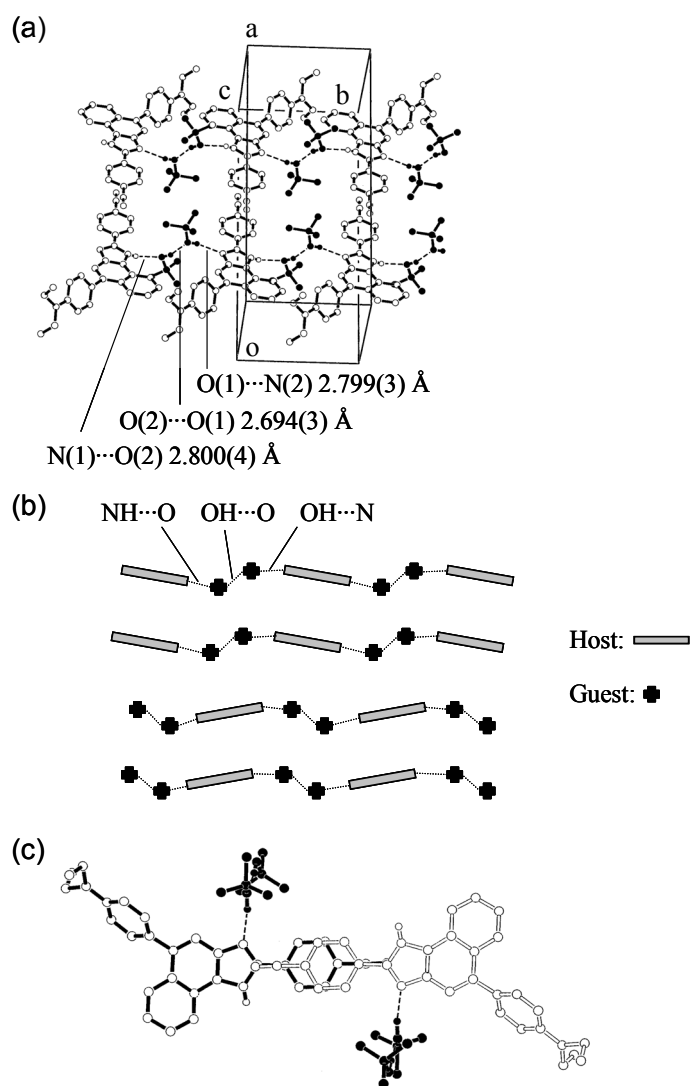 (a)
a
c
b
o
O(1)···N(2) 2.799(3) Å
O(2)···O(1) 2.694(3) Å
N(1)···O(2) 2.800(4) Å
(b)
NH···O OH···O OH···N
Host:
Guest:
(c)